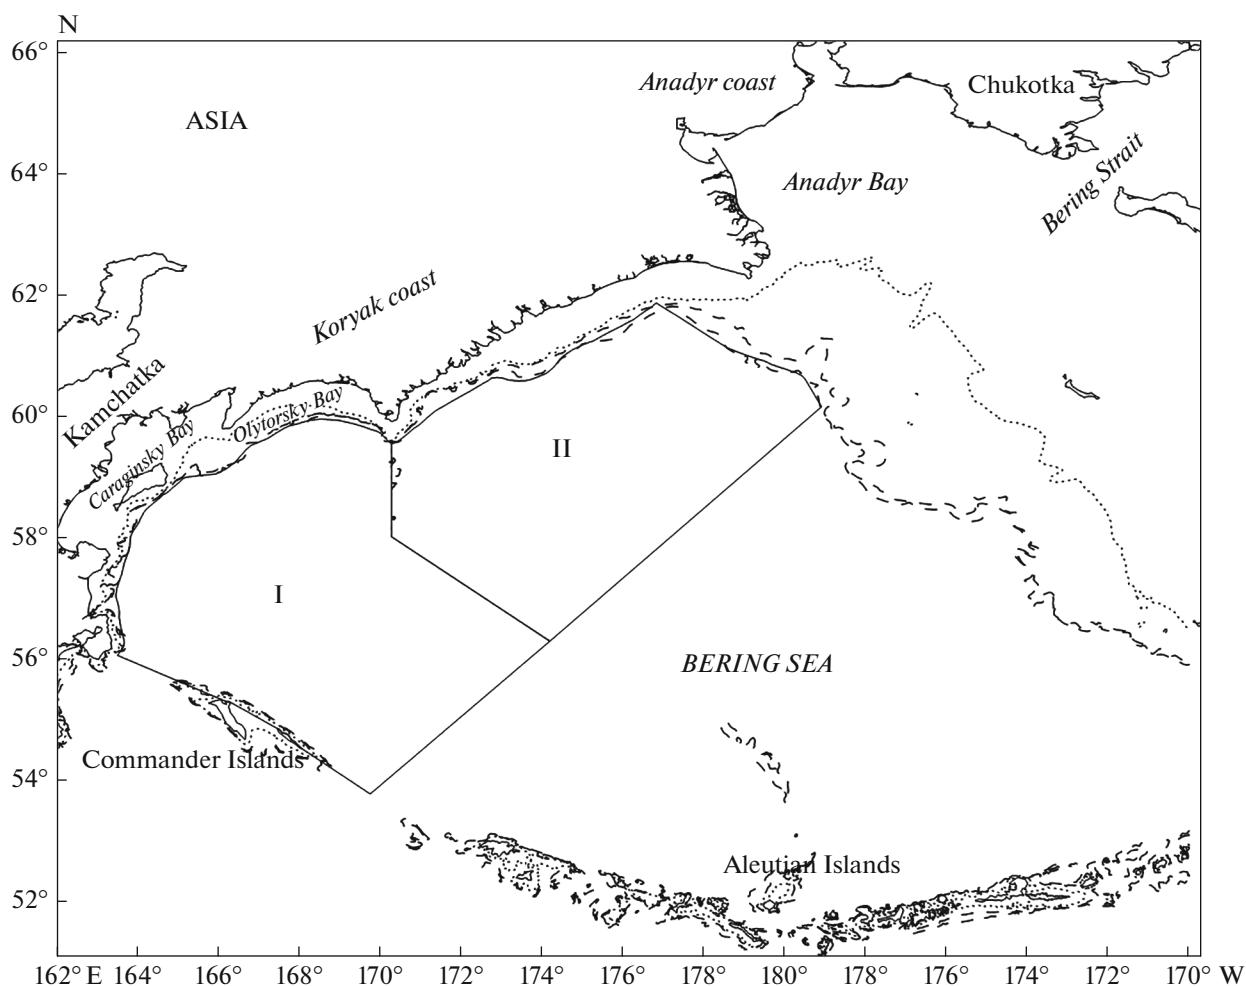 N
66°
Anadyr coast
Chukotka
ASIA
64°
Anadyr Bay
Bering Strait
62°
Koryak coast
Kamchatka
60°
Olytorsky Bay
Caraginsky Bay
II
58°
I
56°
BERING SEA
Commander Islands
54°
Aleutian Islands
52°
162° E 164° 166° 168° 170° 172° 174° 176° 178° 180° 178° 176° 174° 172° 170° W